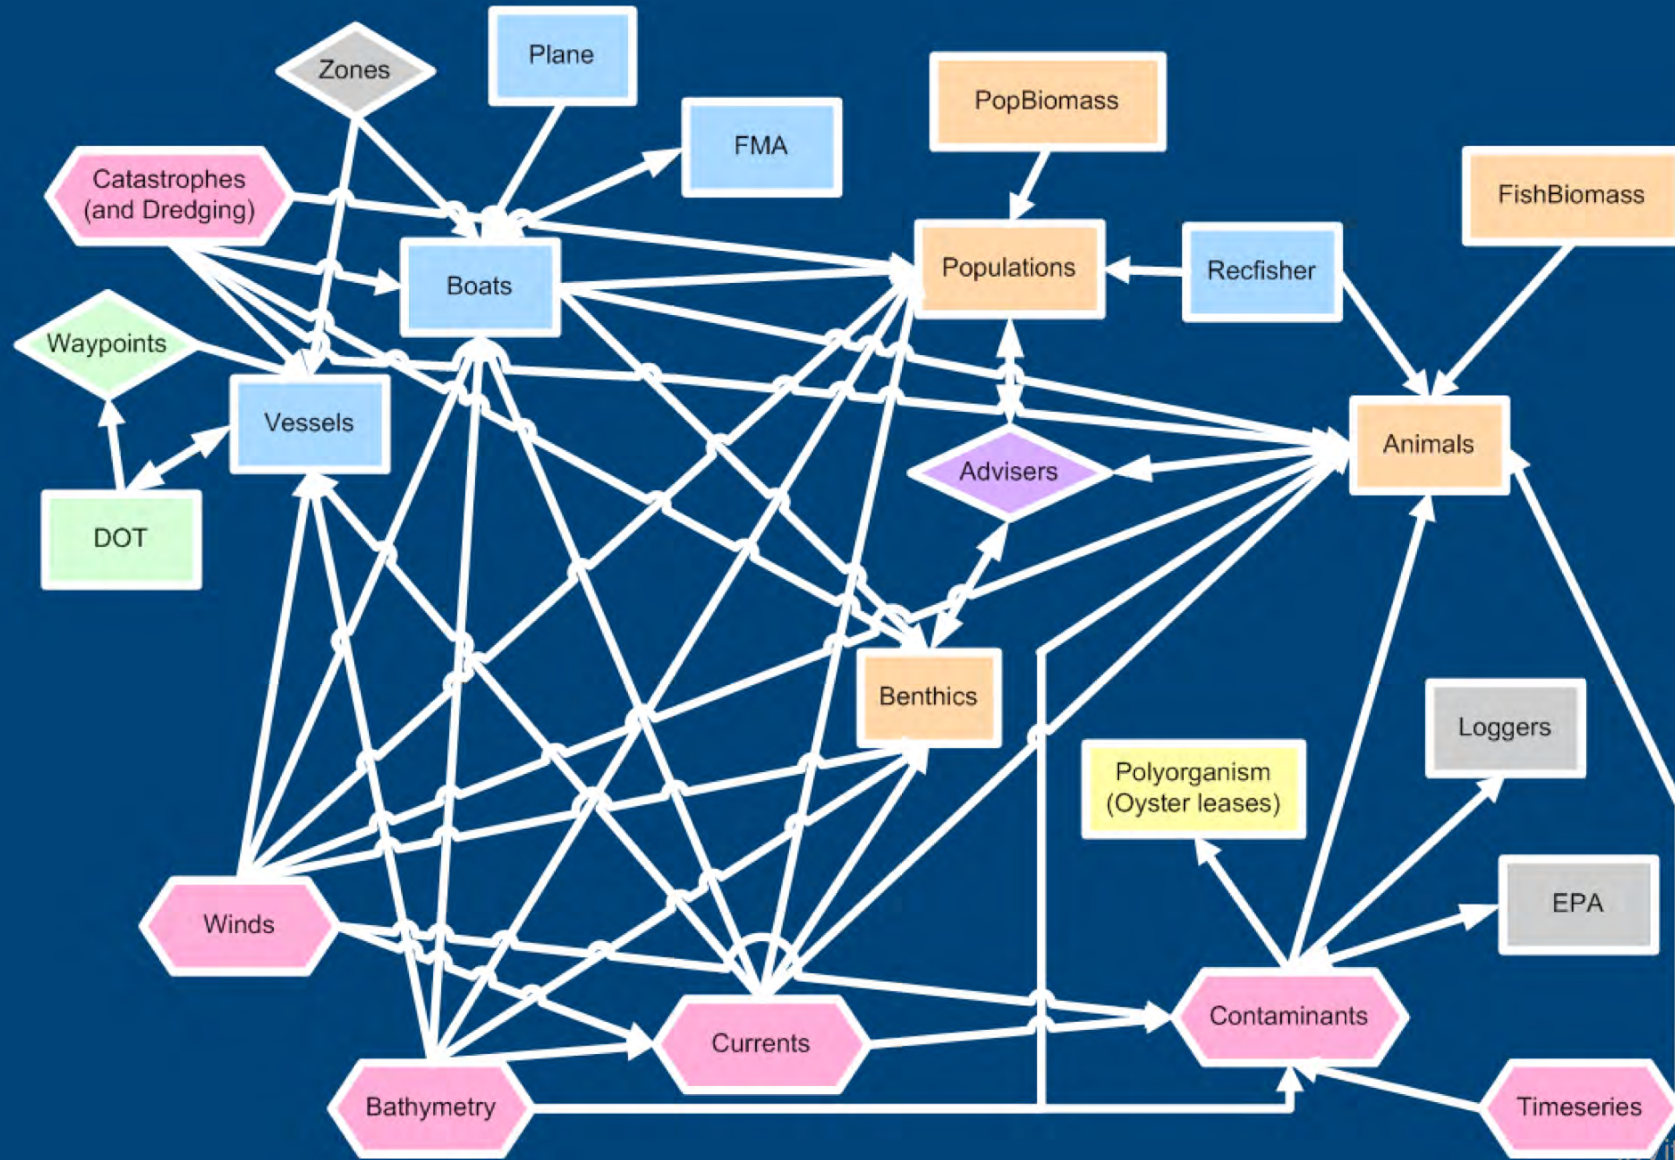 Plane
Zones
PopBiomass
FMA
Catastrophes
(and Dredging)
FishBiomass
Populations
Recfisher
Boats
Waypoints
Vessels
Animals
Advisers
DOT
Benthics
Loggers
Polyorganism
(Oyster leases)
EPA
Winds
Contaminants
Currents
Bathymetry
Timeseries